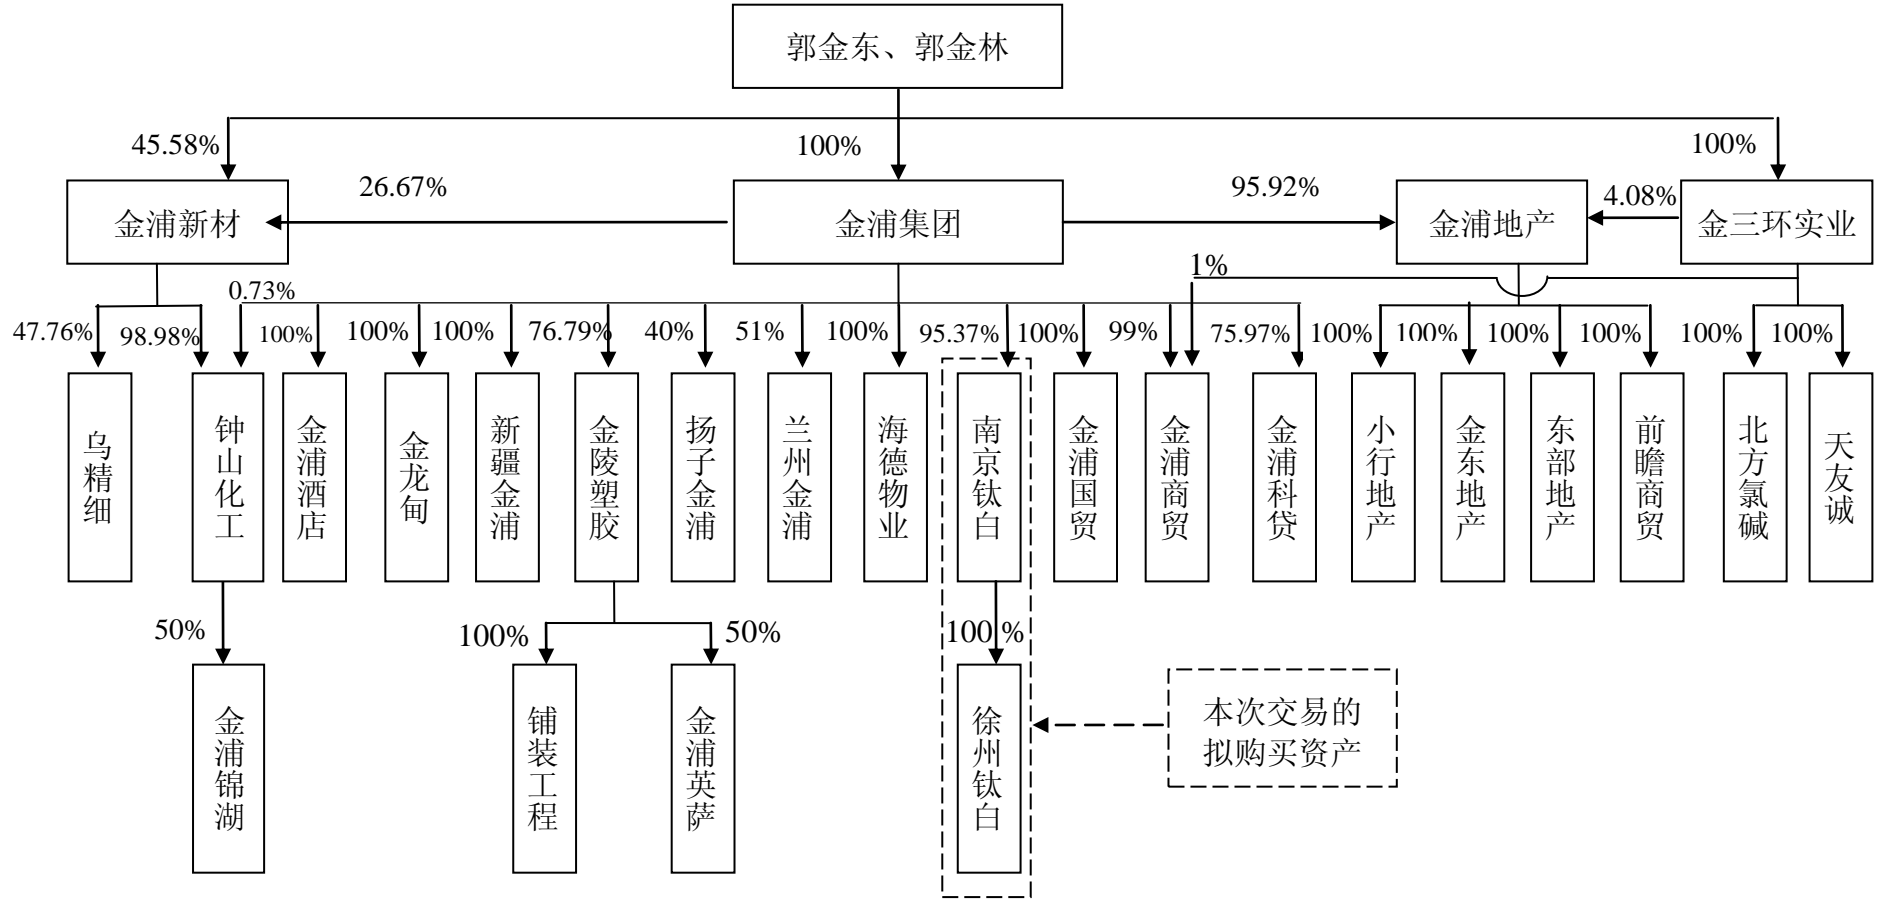 郭金东、郭金林
45.58%
100%
100%
26.67%
95.92%
4.08%
金浦新材
金浦集团
金浦地产
金三环实业
1%
0.73%
47.76%
98.98%
100%
100%
100%
76.79%
40%
51%
100%
95.37%
100%
99%
75.97%
100%
100%
100%
100%
100%
100%
乌精细
钟山化工
金浦酒店
金龙甸
新疆金浦
金陵塑胶
扬子金浦
兰州金浦
海德物业
南京钛白
金浦国贸
金浦商贸
金浦科贷
小行地产
金东地产
东部地产
前瞻商贸
北方氯碱
天友诚
50%
100%
50%
100%
金浦锦湖
铺装工程
金浦英萨
徐州钛白
本次交易的
拟购买资产